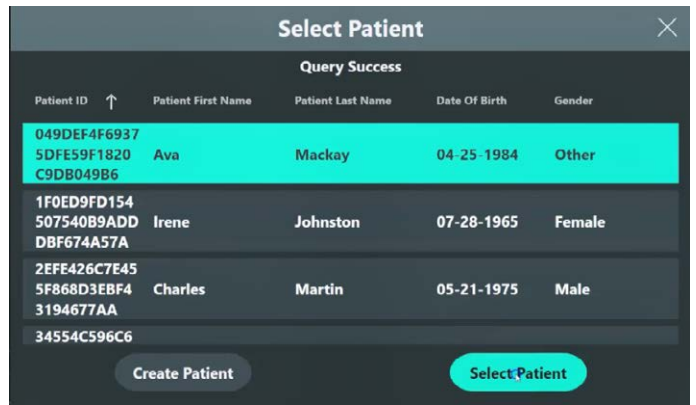 Select Patient
Query Success
Patient ID ↑ Patient First Name Patient Last Name Date Of Birth Gender
049DEF4F6937
5DFE59F1820 Ava Mackay 04-25-1984 Other
C9DB049B6
1F0ED9FD154
507540B9ADD Irene Johnston 07-28-1965 Female
DBF674A57A
2EFE426C7E45
5F868D3EBF4 Charles Martin 05-21-1975 Male
3194677AA
34554C596C6
Create Patient Select Patient